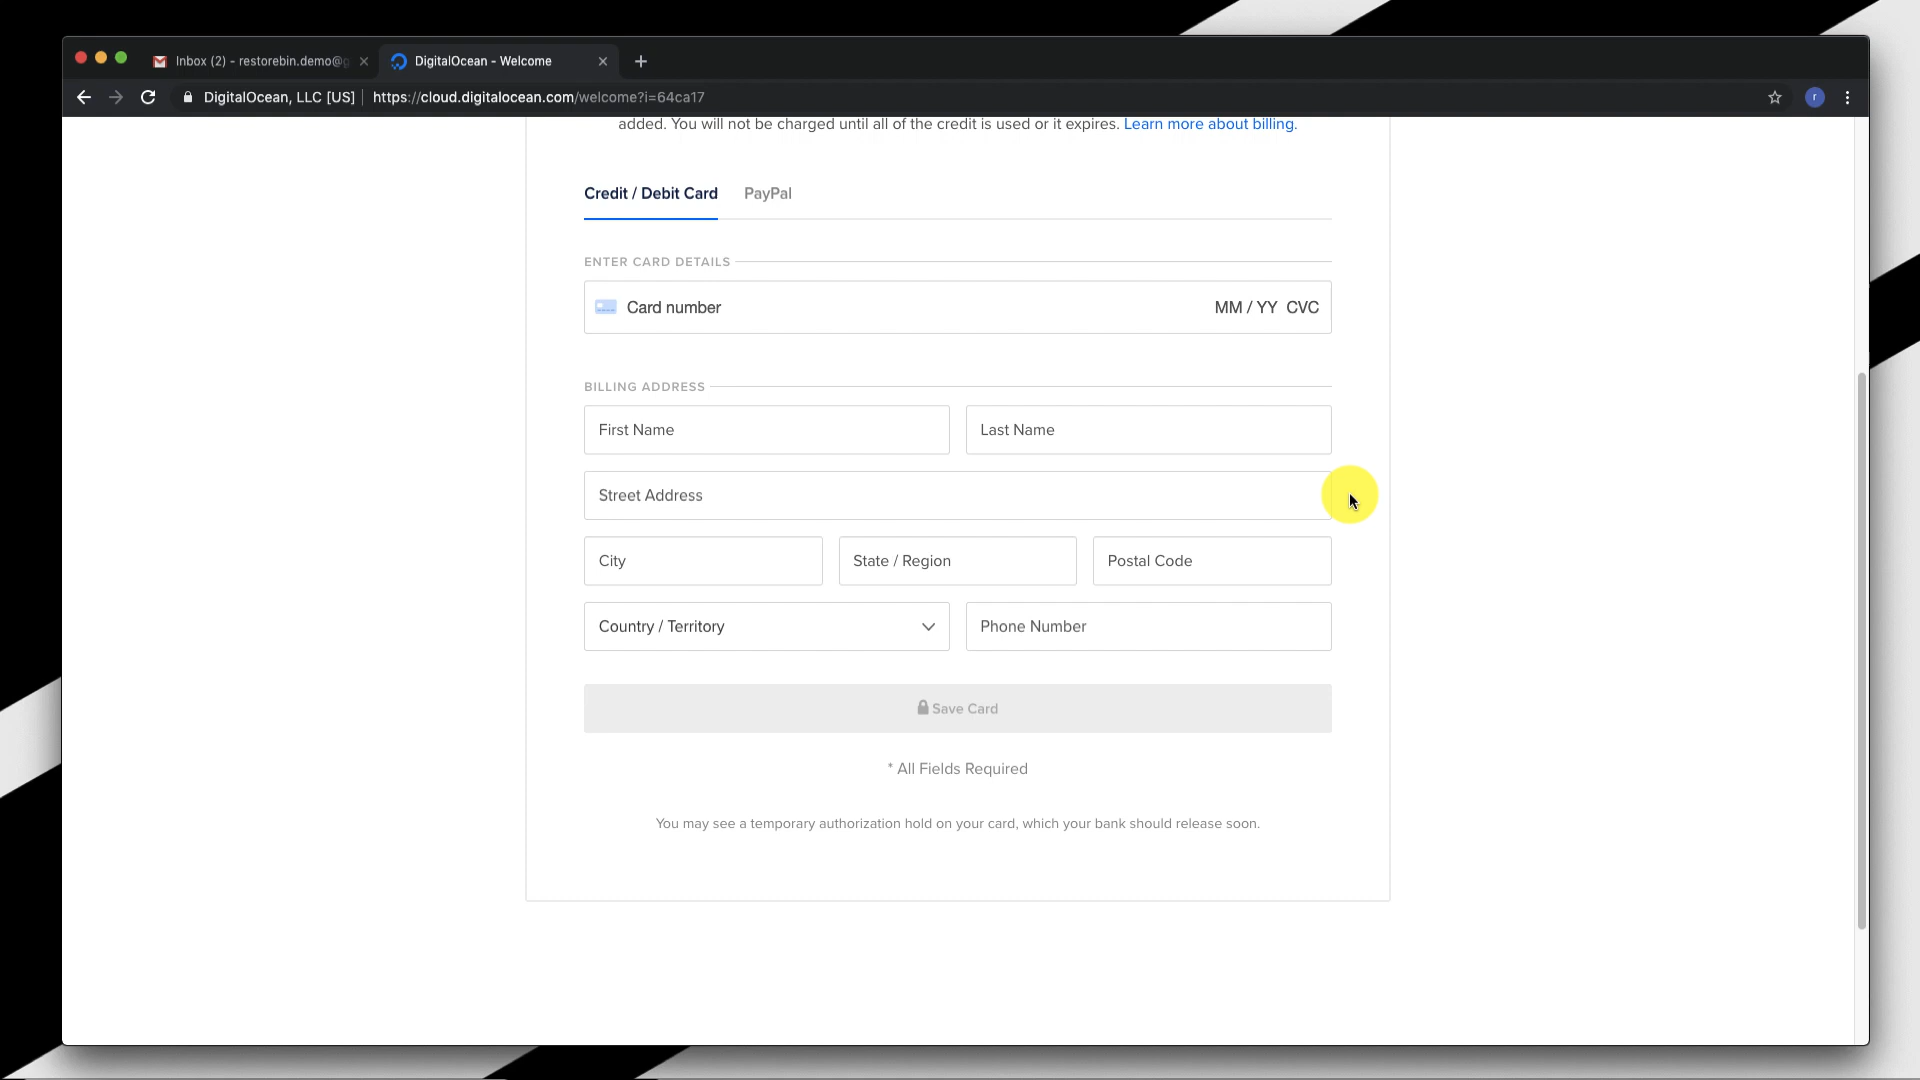 Inbox (2) - restorebin.demo@g
DigitalOcean - Welcome
DigitalOcean, LLC [US]
https://cloud.digitalocean.com/welcome?i=64ca17
r
added. You will not be charged until all of the credit is used or it expires. Learn more about billing.
Credit / Debit Card
PayPal
ENTER CARD DETAILS
Card number
MM / YY CVC
BILLING ADDRESS
First Name
Last Name
Street Address
City
State / Region
Postal Code
Country / Territory
Phone Number
Save Card
* All Fields Required
You may see a temporary authorization hold on your card, which your bank should release soon.